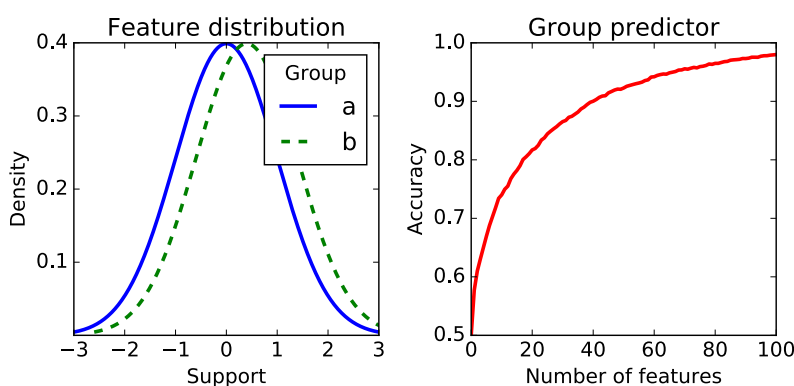 Feature distribution
0.4
0.3
0.2
0.1
Density
−3 −2 −1 0 1 2 3
Support
Group
a
b
Group predictor
1.0
0.9
0.8
0.7
0.6
0.5
Accuracy
0 20 40 60 80 100
Number of features